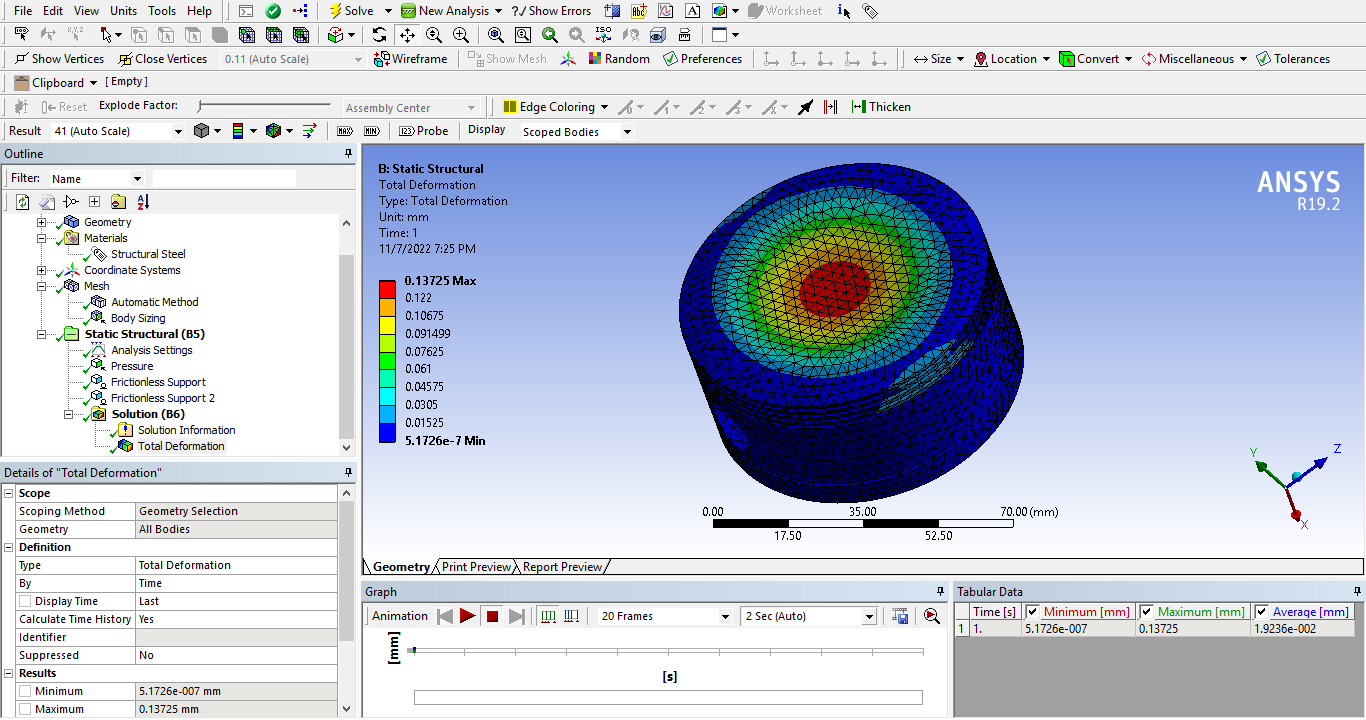 File Edit View Units Tools Help Solve New Analysis ?/Show Errors Worksheet
Show Vertices Close Vertices 0.11 (Auto Scale) Wireframe Show Mesh Random Preferences Size Location Convert Miscellaneous Tolerances
Clipboard [ Empty ]
Reset Explode Factor: Assembly Center Edge Coloring Thicken
Result 41 (Auto Scale) MAX MIN Probe Display Scoped Bodies
Outline
Filter: Name
Geometry
Materials
Structural Steel
Coordinate Systems
Mesh
Automatic Method
Body Sizing
Static Structural (B5)
Analysis Settings
Pressure
Frictionless Support
Frictionless Support 2
Solution (B6)
Solution Information
Total Deformation
Details of "Total Deformation"
Scope
Scoping Method Geometry Selection
Geometry All Bodies
Definition
Type Total Deformation
By Time
Display Time Last
Calculate Time History Yes
Identifier
Suppressed No
Results
Minimum 5.1726e-007 mm
Maximum 0.13725 mm
B: Static Structural
Total Deformation
Type: Total Deformation
Unit: mm
Time: 1
11/7/2022 7:25 PM
0.13725 Max
0.122
0.10675
0.091499
0.07625
0.061
0.04575
0.0305
0.01525
5.1726e-7 Min
ANSYS
R19.2
0.00 35.00 70.00 (mm)
17.50 52.50
Y Z
X
Geometry Print Preview Report Preview
Graph
Animation 20 Frames 2 Sec (Auto)
[mm]
[s]
Tabular Data
Time [s] Minimum [mm] Maximum [mm] Average [mm]
1 1. 5.1726e-007 0.13725 1.9236e-002